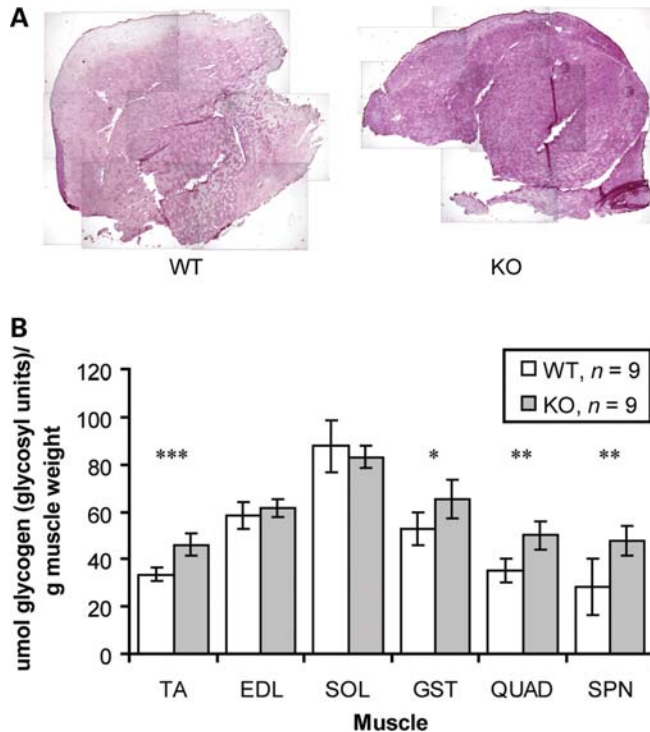 A
WT
KO
B
umol glycogen (glycosyl units)/
g muscle weight
120
100
80
60
40
20
0
WT, n = 9
KO, n = 9
***
*
**
**
TA
EDL
SOL
GST
QUAD
SPN
Muscle